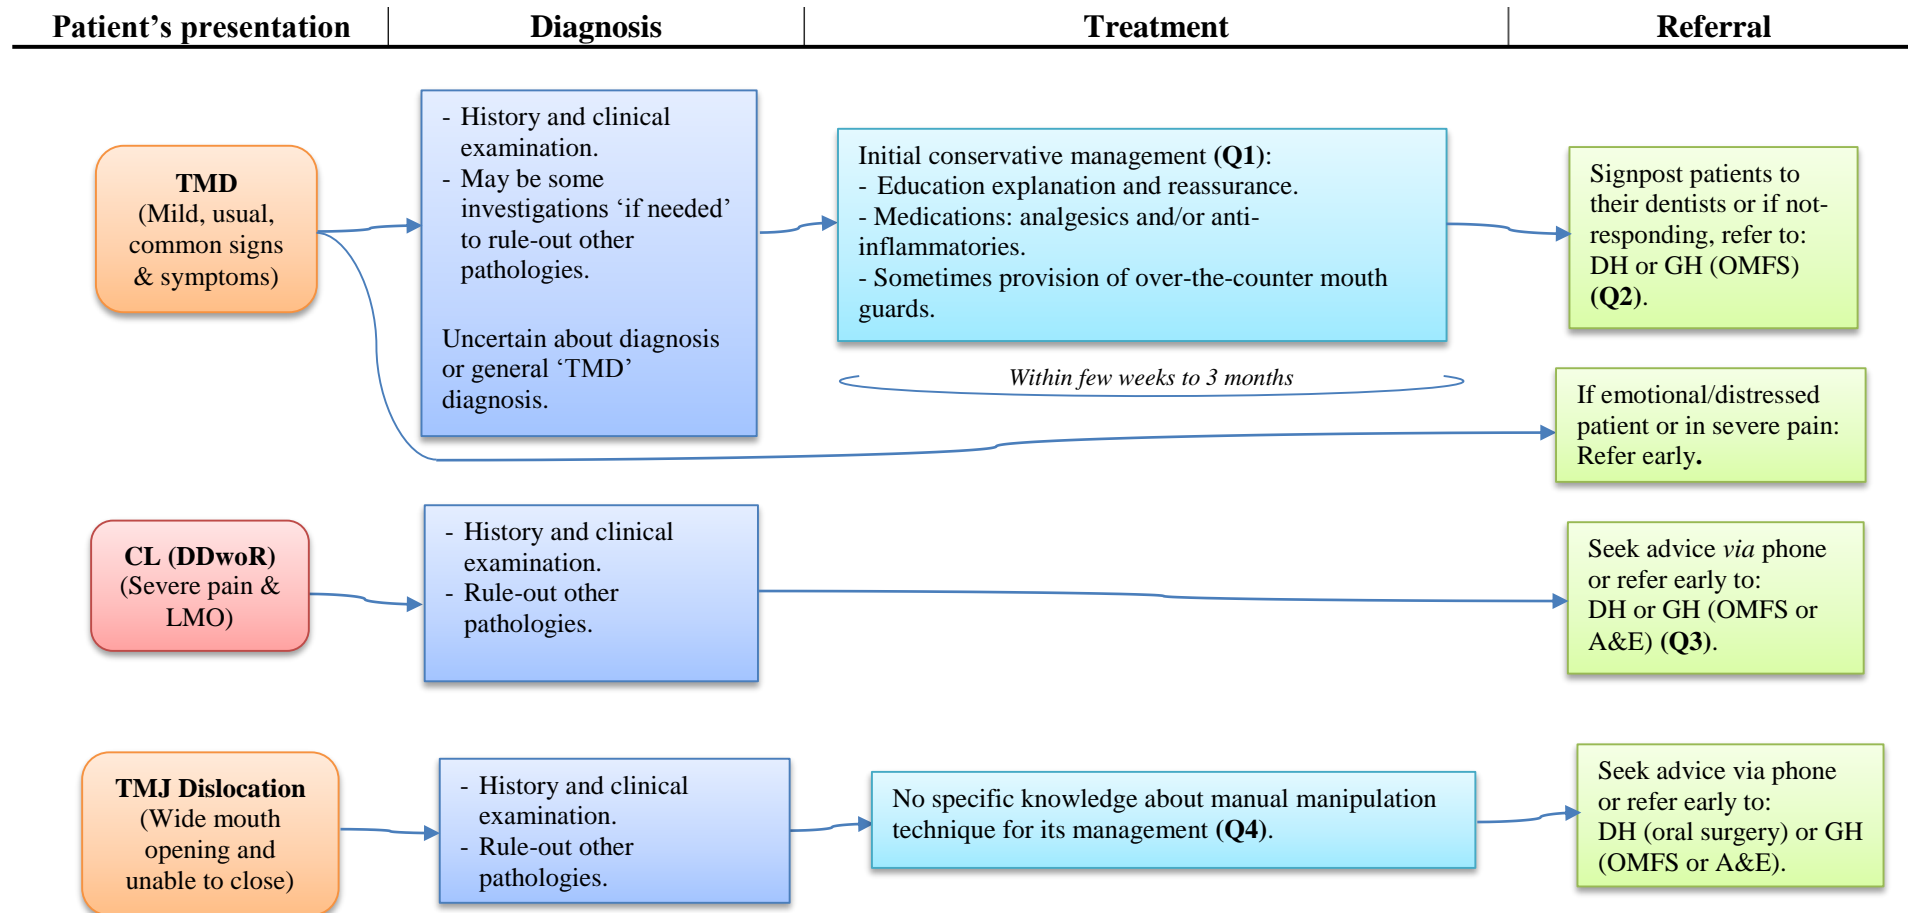 Patient’s presentation
Diagnosis
Treatment
Referral
TMD
(Mild, usual,
common signs
& symptoms)
- History and clinical
examination.
- May be some
investigations ‘if needed’
to rule-out other
pathologies.
Uncertain about diagnosis
or general ‘TMD’
diagnosis.
Initial conservative management (Q1):
- Education explanation and reassurance.
- Medications: analgesics and/or anti-
inflammatories.
- Sometimes provision of over-the-counter mouth
guards.
Within few weeks to 3 months
Signpost patients to
their dentists or if not-
responding, refer to:
DH or GH (OMFS)
(Q2).
If emotional/distressed
patient or in severe pain:
Refer early.
CL (DDwoR)
(Severe pain &
LMO)
- History and clinical
examination.
- Rule-out other
pathologies.
Seek advice via phone
or refer early to:
DH or GH (OMFS or
A&E) (Q3).
TMJ Dislocation
(Wide mouth
opening and
unable to close)
- History and clinical
examination.
- Rule-out other
pathologies.
No specific knowledge about manual manipulation
technique for its management (Q4).
Seek advice via phone
or refer early to:
DH (oral surgery) or GH
(OMFS or A&E).